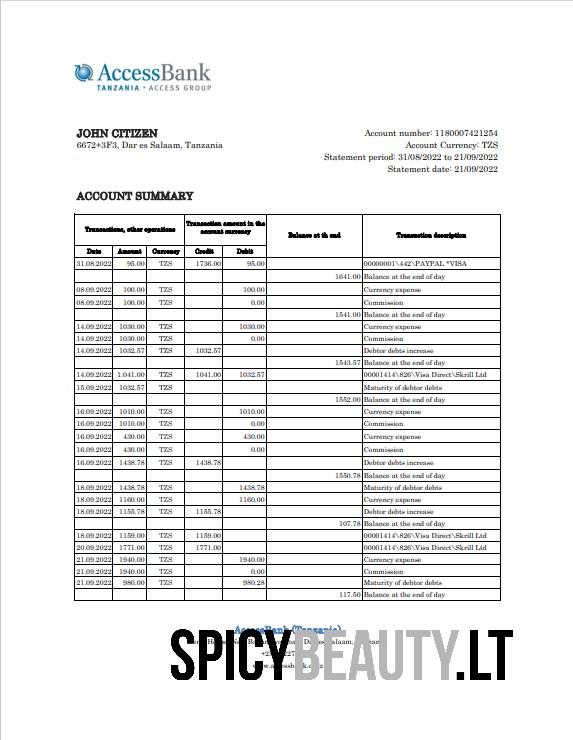 AccessBank
TANZANIA • ACCESS GROUP
JOHN CITIZEN
6672+3F3, Dar es Salaam, Tanzania
Account number: 1180007421254
Account Currency: TZS
Statement period: 31/08/2022 to 21/09/2022
Statement date: 21/09/2022
ACCOUNT SUMMARY
Transactions, other operations Transaction amount in the account currency Balance at th end Transuction description
Date Amount Currency Credit Debit
31.08.2022 95.00 TZS 1736.00 95.00 00000001\442\PAYPAL *VISA
1641.00 Balance at the end of day
08.09.2022 100.00 TZS 100.00 Currency expense
08.09.2022 100.00 TZS 0.00 Commission
1541.00 Balance at the end of day
14.09.2022 1030.00 TZS 1030.00 Currency expense
14.09.2022 1030.00 TZS 0.00 Commission
14.09.2022 1032.57 TZS 1032.57 Debtor debts increase
1543.57 Balance at the end of day
14.09.2022 1.041.00 TZS 1041.00 1032.57 00001414\826\Visa Direct\Skrill Ltd
15.09.2022 1032.57 TZS Maturity of debtor debts
1552.00 Balance at the end of day
16.09.2022 1010.00 TZS 1010.00 Currency expense
16.09.2022 1010.00 TZS 0.00 Commission
16.09.2022 430.00 TZS 430.00 Currency expense
16.09.2022 430.00 TZS 0.00 Commission
16.09.2022 1438.78 TZS 1438.78 Debtor debts increase
1550.78 Balance at the end of day
18.09.2022 1438.78 TZS 1438.78 Maturity of debtor debts
18.09.2022 1160.00 TZS 1160.00 Currency expense
18.09.2022 1155.78 TZS 1155.78 Debtor debts increase
107.78 Balance at the end of day
18.09.2022 1159.00 TZS 1159.00 00001414\826\Visa Direct\Skrill Ltd
20.09.2022 1771.00 TZS 1771.00 00001414\826\Visa Direct\Skrill Ltd
21.09.2022 1940.00 TZS 1940.00 Currency expense
21.09.2022 1940.00 TZS 0.00 Commission
21.09.2022 980.00 TZS 980.28 Maturity of debtor debts
117.50 Balance at the end of day
AccessBank (Tanzania)
SPICYBEAUTY.LT